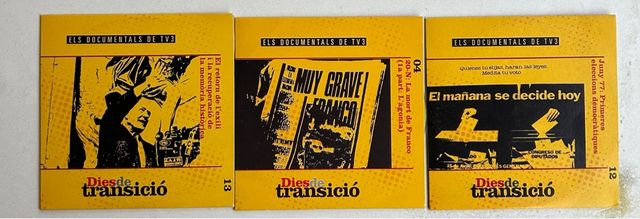 ELS DOCUMENTALS DE TV3
El retorn de l'exili
i la recuperació de
la memòria històrica
Dies de
transició
13
ELS DOCUMENTALS DE TV3
04
20-N: La mort de Franco
(1a part: L'agonia)
MUY GRAVE
FRANCO
Dies de
transició
ELS DOCUMENTALS DE TV3
Juny 77: Primeres
eleccions democràtiques
Quienes tu elijas, harán las leyes.
Medita tu voto
El mañana se decide hoy
CONGRESO DE
DIPUTADOS
Dies de
transició
12